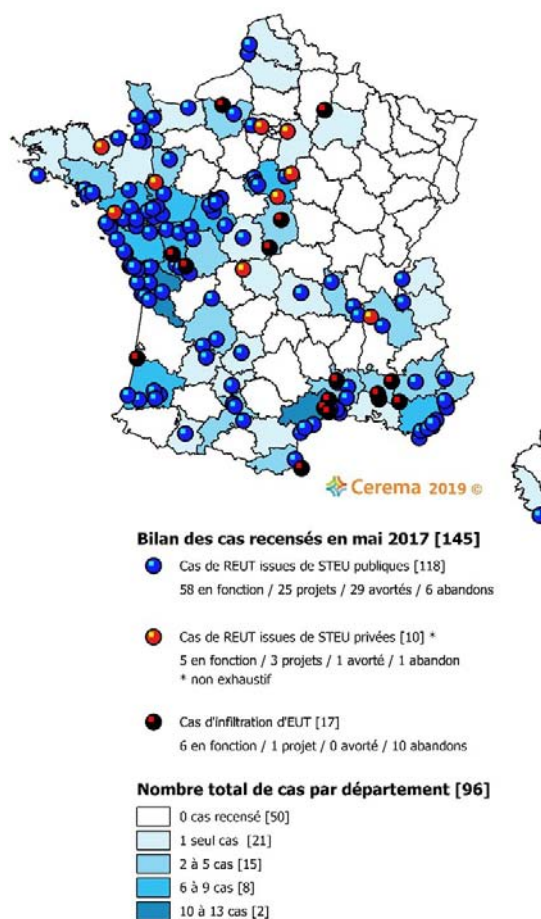 Cerema 2019 ©
Bilan des cas recensés en mai 2017 [145]
Cas de REUT issues de STEU publiques [118]
58 en fonction / 25 projets / 29 avortés / 6 abandons
Cas de REUT issues de STEU privées [10] *
5 en fonction / 3 projets / 1 avorté / 1 abandon
* non exhaustif
Cas d'infiltration d'EUT [17]
6 en fonction / 1 projet / 0 avorté / 10 abandons
Nombre total de cas par département [96]
0 cas recensé [50]
1 seul cas [21]
2 à 5 cas [15]
6 à 9 cas [8]
10 à 13 cas [2]